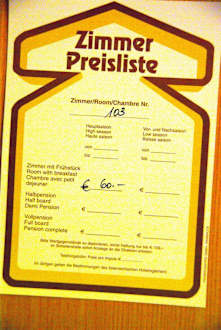 Zimmer
Preisliste
Zimmer/Room/Chambre Nr.
103
Hauptsaison Vor- und Nachsaison
High season Low season
Haute saison Basse saison
von von
bis bis
Zimmer mit Frühstück
Room with breakfast
Chambre avec petit
dejeuner € 60.- €
Halbpension
Half board
Demi Pension € €
Vollpension
Full board
Pension complete € €